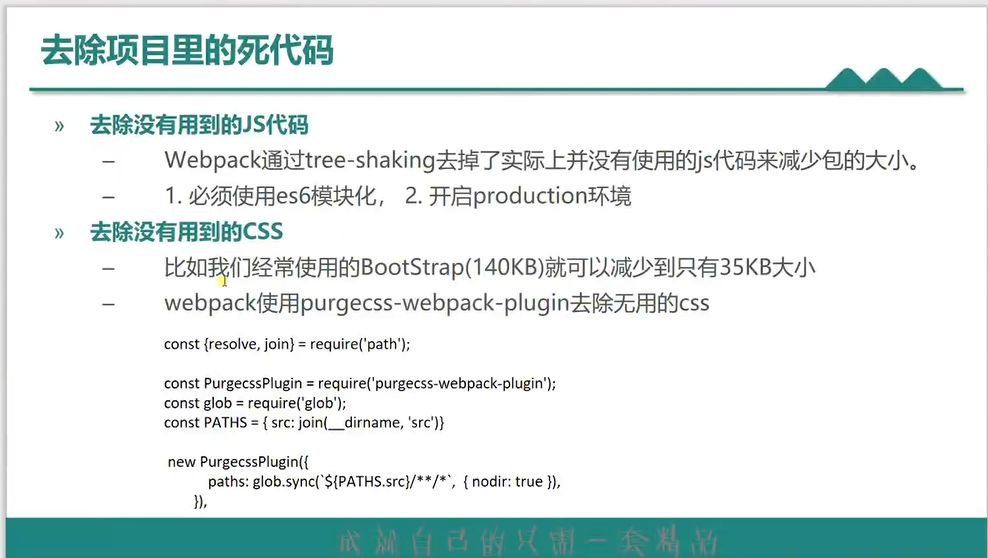 去除项目里的死代码
» 去除没有用到的JS代码
– Webpack通过tree-shaking去掉了实际上并没有使用的js代码来减少包的大小。
– 1. 必须使用es6模块化， 2. 开启production环境
» 去除没有用到的CSS
– 比如我们经常使用的BootStrap(140KB)就可以减少到只有35KB大小
– webpack使用purgecss-webpack-plugin去除无用的css
const {resolve, join} = require('path');
const PurgecssPlugin = require('purgecss-webpack-plugin');
const glob = require('glob');
const PATHS = { src: join(__dirname, 'src')}
new PurgecssPlugin({
paths: glob.sync(`${PATHS.src}/**/*`, { nodir: true }),
}),
成就自己的只需一套精品